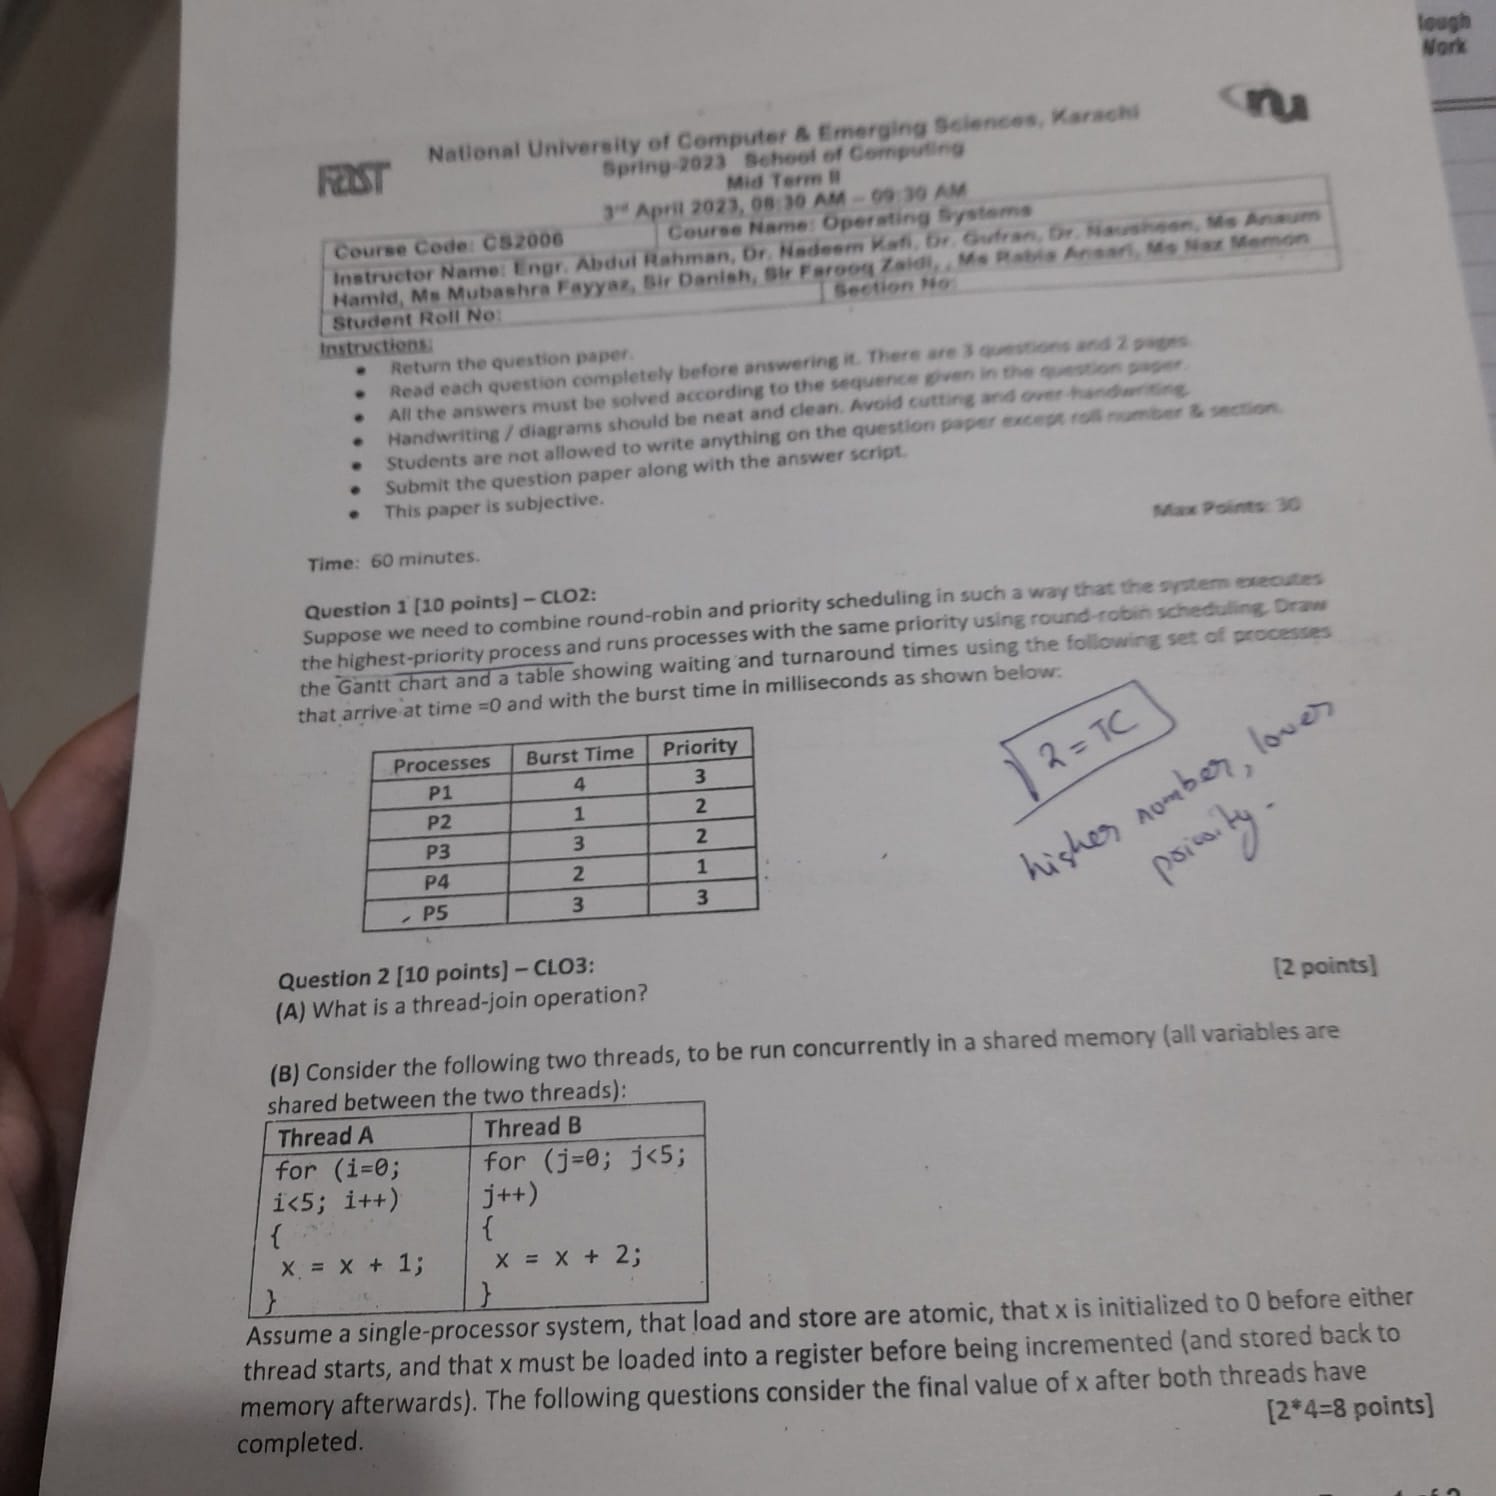 lough
Work
nu
FAST
National University of Computer & Emerging Sciences, Karachi
Spring-2023 School of Computing
Mid Term II
3rd April 2023, 08:30 AM – 09:30 AM
Course Code: CS2006
Course Name: Operating Systems
Instructor Name: Engr. Abdul Rahman, Dr. Nadeem Kafi, Dr. Gufran, Dr. Nausheen, Ms Anaum
Hamid, Ms Mubashra Fayyaz, Sir Danish, Sir Farooq Zaidi, , Ms Rabia Ansari, Ms Naz Memon
Student Roll No:
Section No:
Instructions:
• Return the question paper.
• Read each question completely before answering it. There are 3 questions and 2 pages.
• All the answers must be solved according to the sequence given in the question paper.
• Handwriting / diagrams should be neat and clean. Avoid cutting and over-handwriting.
• Students are not allowed to write anything on the question paper except roll number & section.
• Submit the question paper along with the answer script.
• This paper is subjective.
Time: 60 minutes.
Max Points: 30
Question 1 [10 points] – CLO2:
Suppose we need to combine round-robin and priority scheduling in such a way that the system executes
the highest-priority process and runs processes with the same priority using round-robin scheduling. Draw
the Gantt chart and a table showing waiting and turnaround times using the following set of processes
that arrive at time =0 and with the burst time in milliseconds as shown below:
Processes Burst Time Priority
P1 4 3
P2 1 2
P3 3 2
P4 2 1
P5 3 3
2 = TC
higher number, lower
priority.
Question 2 [10 points] – CLO3:
(A) What is a thread-join operation?
[2 points]
(B) Consider the following two threads, to be run concurrently in a shared memory (all variables are
shared between the two threads):
Thread A
for (i=0;
i<5; i++)
{
x = x + 1;
}
Thread B
for (j=0; j<5;
j++)
{
x = x + 2;
}
Assume a single-processor system, that load and store are atomic, that x is initialized to 0 before either
thread starts, and that x must be loaded into a register before being incremented (and stored back to
memory afterwards). The following questions consider the final value of x after both threads have
completed.
[2*4=8 points]